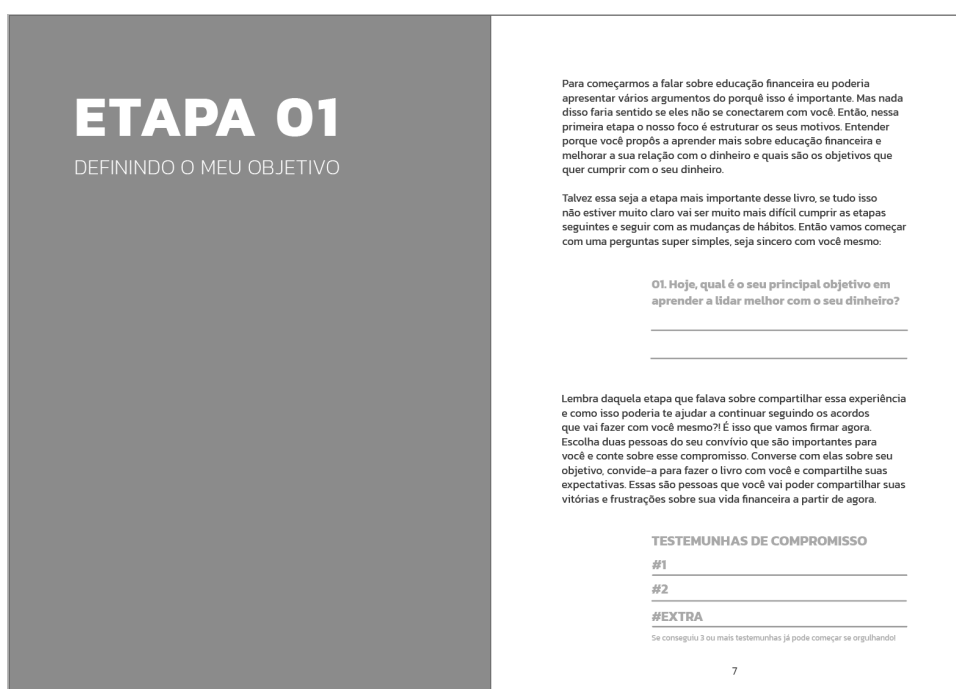 ETAPA 01
DEFININDO O MEU OBJETIVO
Para começarmos a falar sobre educação financeira eu poderia
apresentar vários argumentos do porquê isso é importante. Mas nada
disso faria sentido se eles não se conectarem com você. Então, nessa
primeira etapa o nosso foco é estruturar os seus motivos. Entender
porque você propôs a aprender mais sobre educação financeira e
melhorar a sua relação com o dinheiro e quais são os objetivos que
quer cumprir com o seu dinheiro.
Talvez essa seja a etapa mais importante desse livro, se tudo isso
não estiver muito claro vai ser muito mais difícil cumprir as etapas
seguintes e seguir com as mudanças de hábitos. Então vamos começar
com uma perguntas super simples, seja sincero com você mesmo:
01. Hoje, qual é o seu principal objetivo em
aprender a lidar melhor com o seu dinheiro?
Lembra daquela etapa que falava sobre compartilhar essa experiência
e como isso poderia te ajudar a continuar seguindo os acordos
que vai fazer com você mesmo?! É isso que vamos firmar agora.
Escolha duas pessoas do seu convívio que são importantes para
você e conte sobre esse compromisso. Converse com elas sobre seu
objetivo, convide-a para fazer o livro com você e compartilhe suas
expectativas. Essas são pessoas que você vai poder compartilhar suas
vitórias e frustrações sobre sua vida financeira a partir de agora.
TESTEMUNHAS DE COMPROMISSO
#1
#2
#EXTRA
Se conseguiu 3 ou mais testemunhas já pode começar se orgulhando!
7